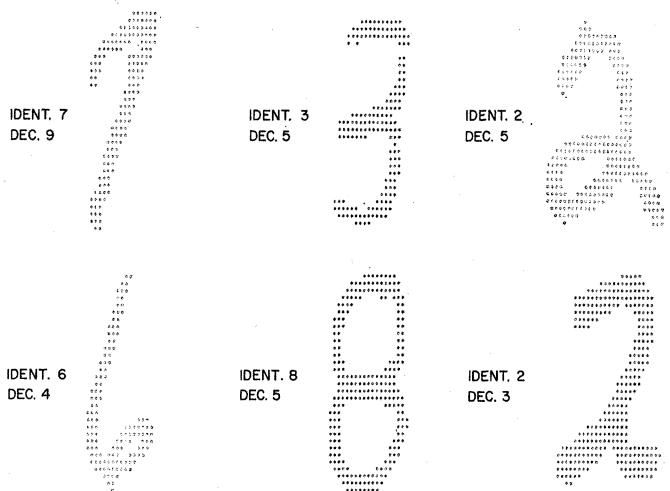 IDENT. 7
DEC. 9
IDENT. 3
DEC. 5
IDENT. 2
DEC. 5
IDENT. 6
DEC. 4
IDENT. 8
DEC. 5
IDENT. 2
DEC. 3